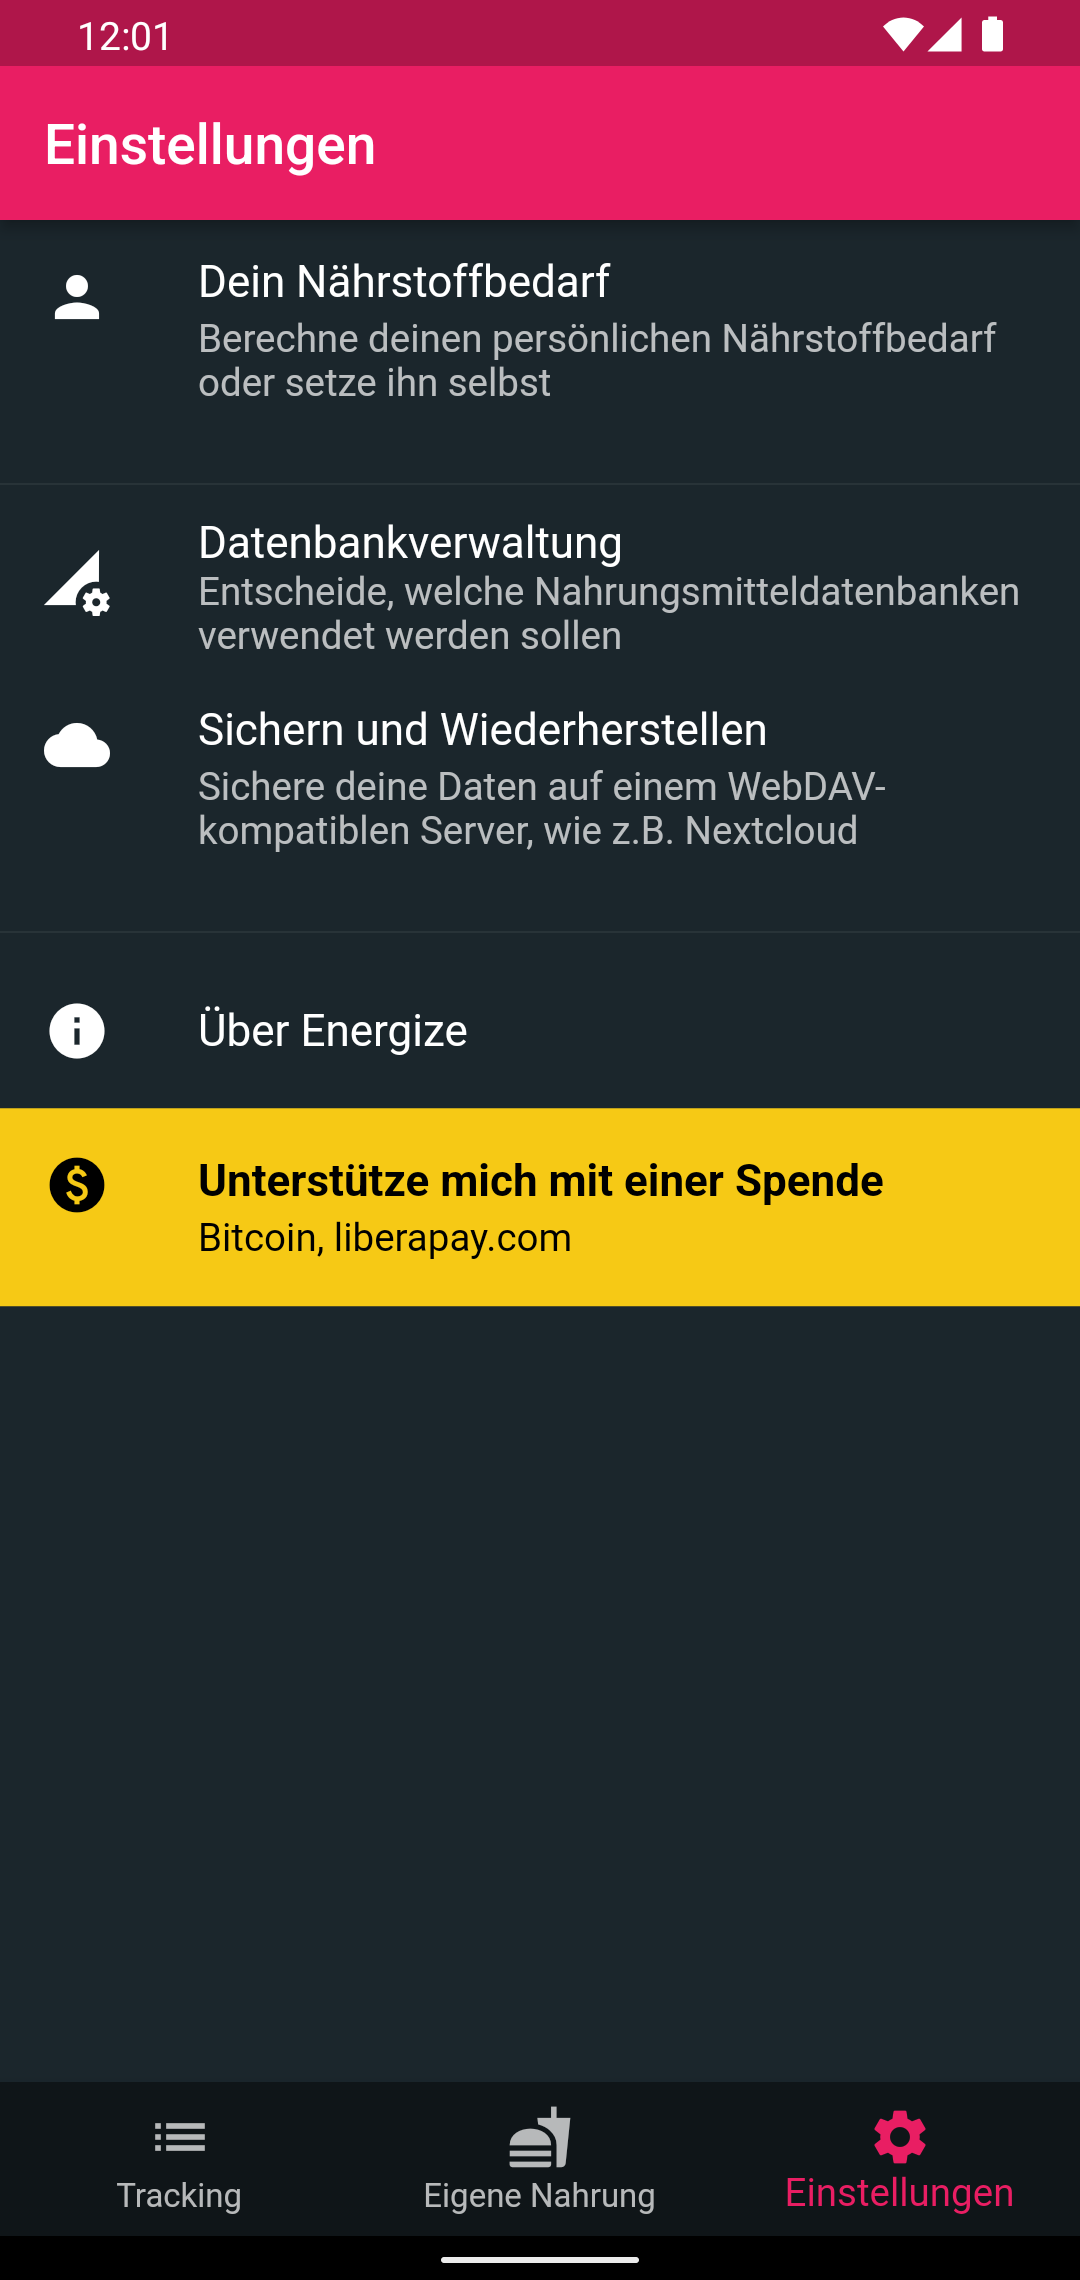 12:01
Einstellungen
Dein Nährstoffbedarf
Berechne deinen persönlichen Nährstoffbedarf
oder setze ihn selbst
Datenbankverwaltung
Entscheide, welche Nahrungsmitteldatenbanken
verwendet werden sollen
Sichern und Wiederherstellen
Sichere deine Daten auf einem WebDAV-
kompatiblen Server, wie z.B. Nextcloud
Über Energize
Unterstütze mich mit einer Spende
Bitcoin, liberapay.com
Tracking
Eigene Nahrung
Einstellungen